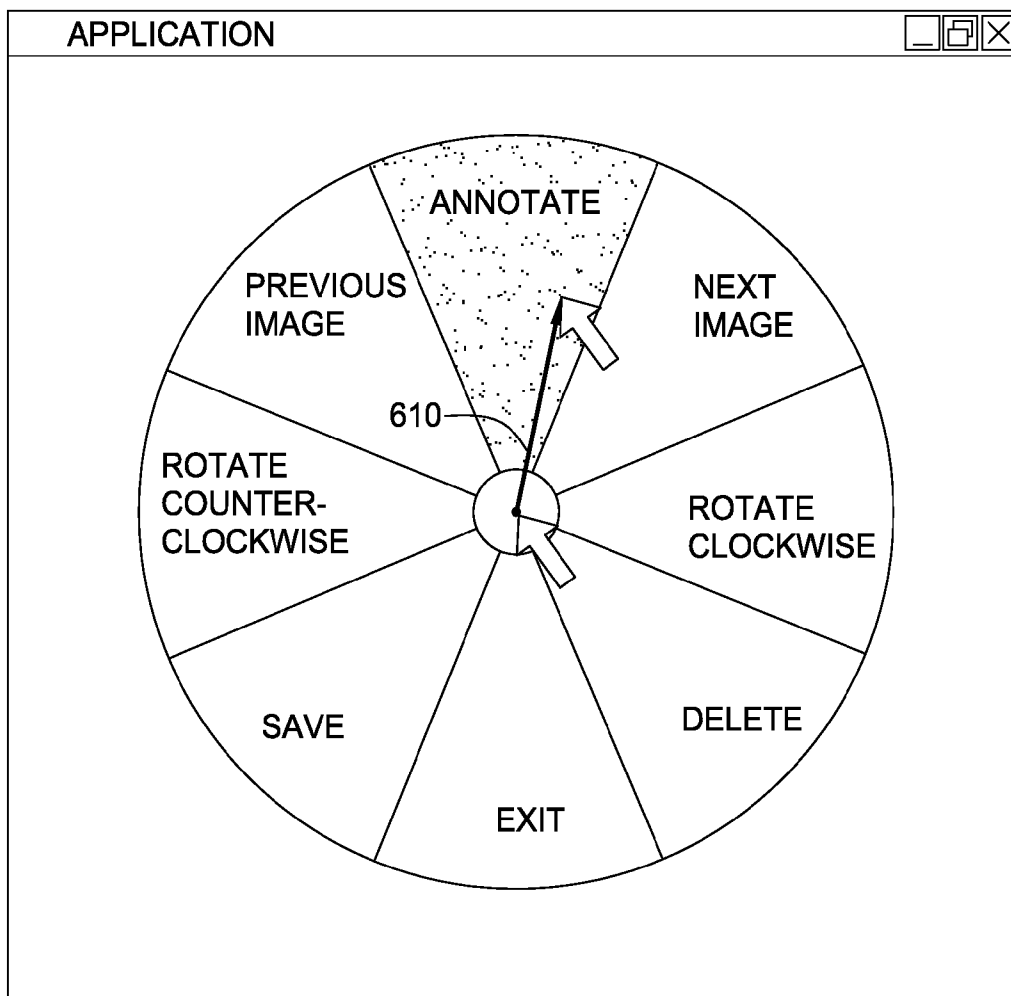 APPLICATION
ANNOTATE
PREVIOUS
IMAGE
NEXT
IMAGE
610
ROTATE
COUNTER-
CLOCKWISE
ROTATE
CLOCKWISE
SAVE
DELETE
EXIT